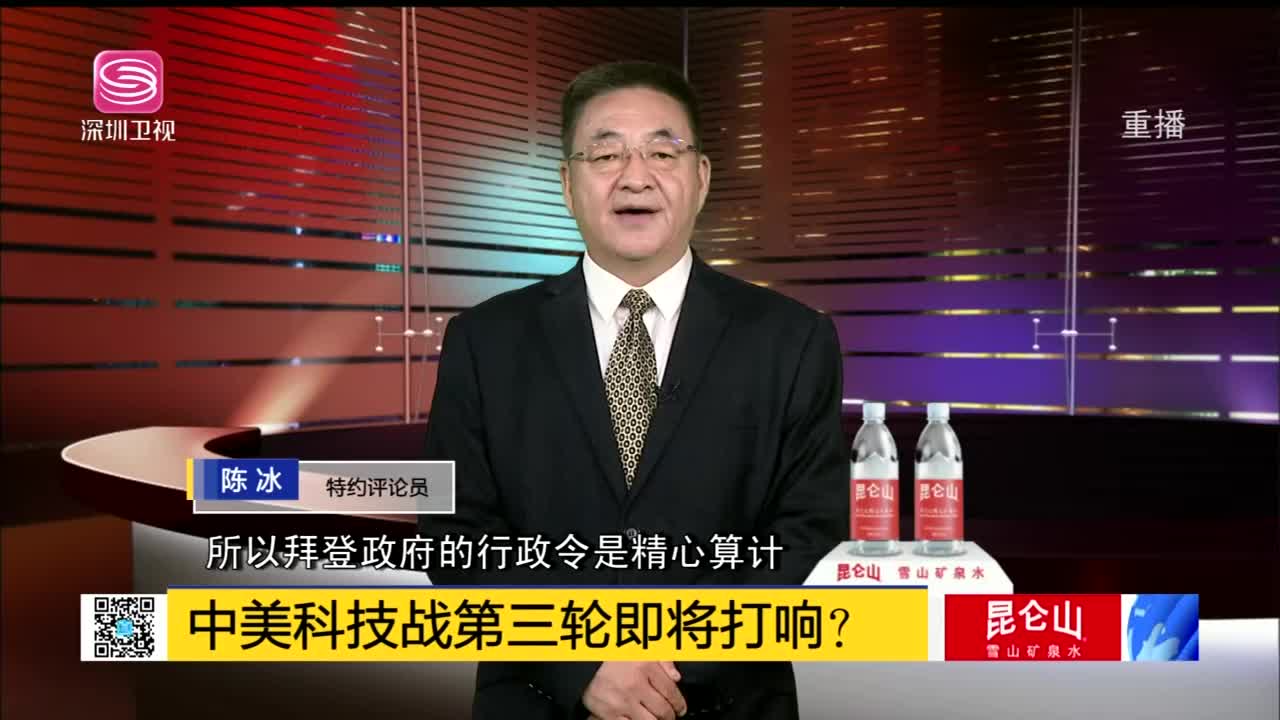 深圳卫视
重播
陈冰
特约评论员
所以拜登政府的行政令是精心算计
中美科技战第三轮即将打响？
昆仑山
昆仑山
昆仑山
雪山矿泉水
昆仑山
雪山矿泉水